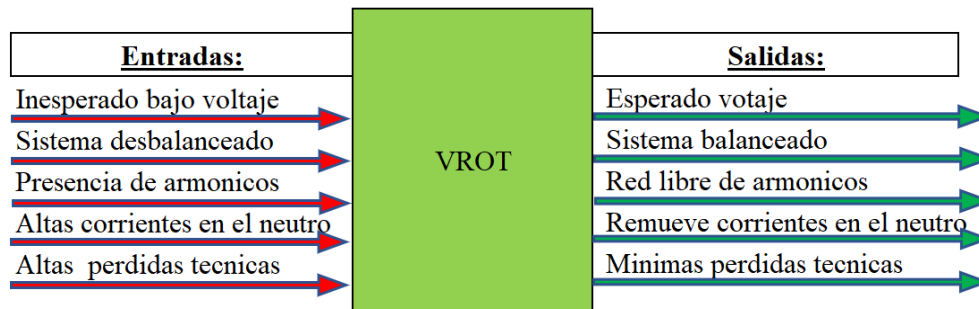 Entradas:
Inesperado bajo voltaje
Sistema desbalanceado
Presencia de armonicos
Altas corrientes en el neutro
Altas perdidas tecnicas
VROT
Salidas:
Esperado votaje
Sistema balanceado
Red libre de armonicos
Remueve corrientes en el neutro
Minimas perdidas tecnicas